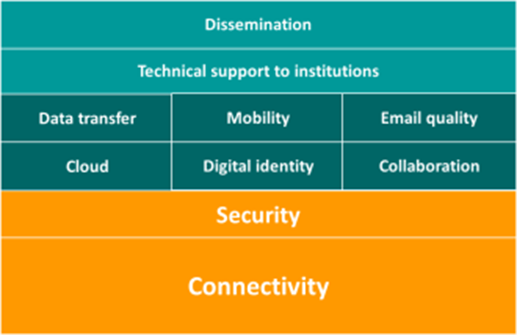 Dissemination
Technical support to institutions
Data transfer Mobility Email quality
Cloud Digital identity Collaboration
Security
Connectivity